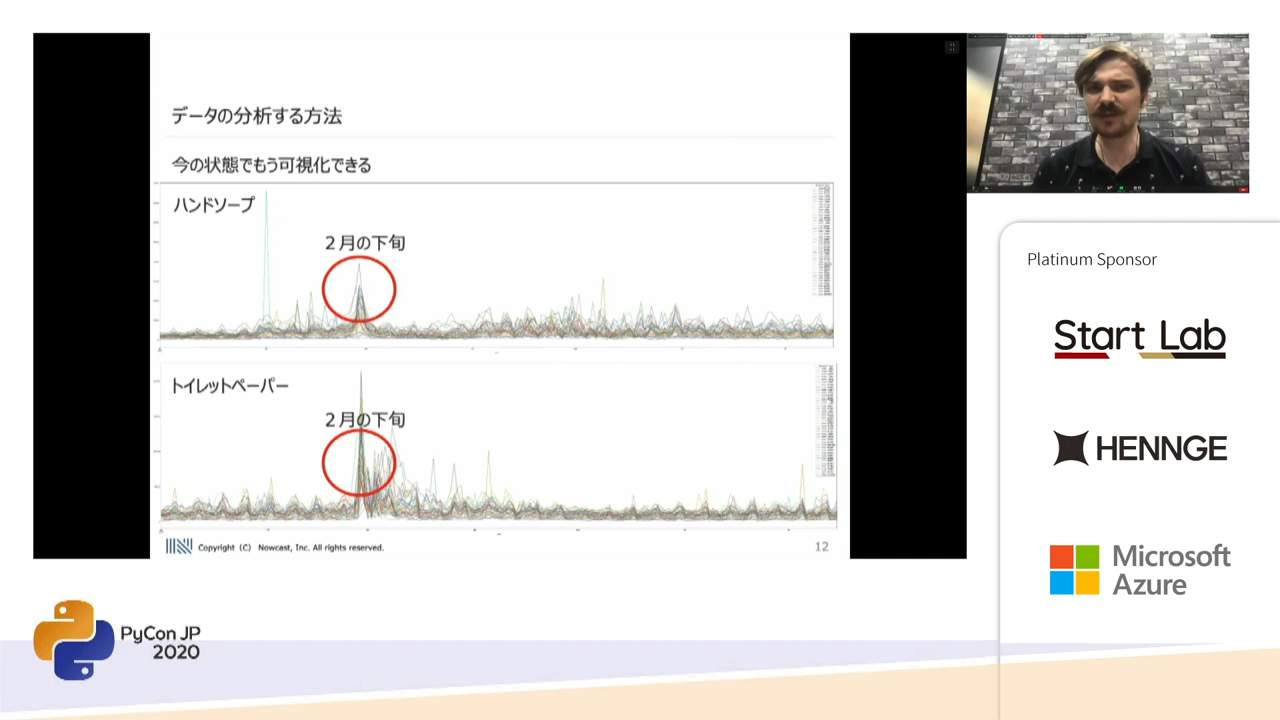 データの分析する方法
今の状態でもう可視化できる
ハンドソープ
２月の下旬
トイレットペーパー
２月の下旬
Copyright (C) Nowcast, Inc. All rights reserved.
12
Platinum Sponsor
Start Lab
HENNGE
Microsoft
Azure
PyCon JP
2020